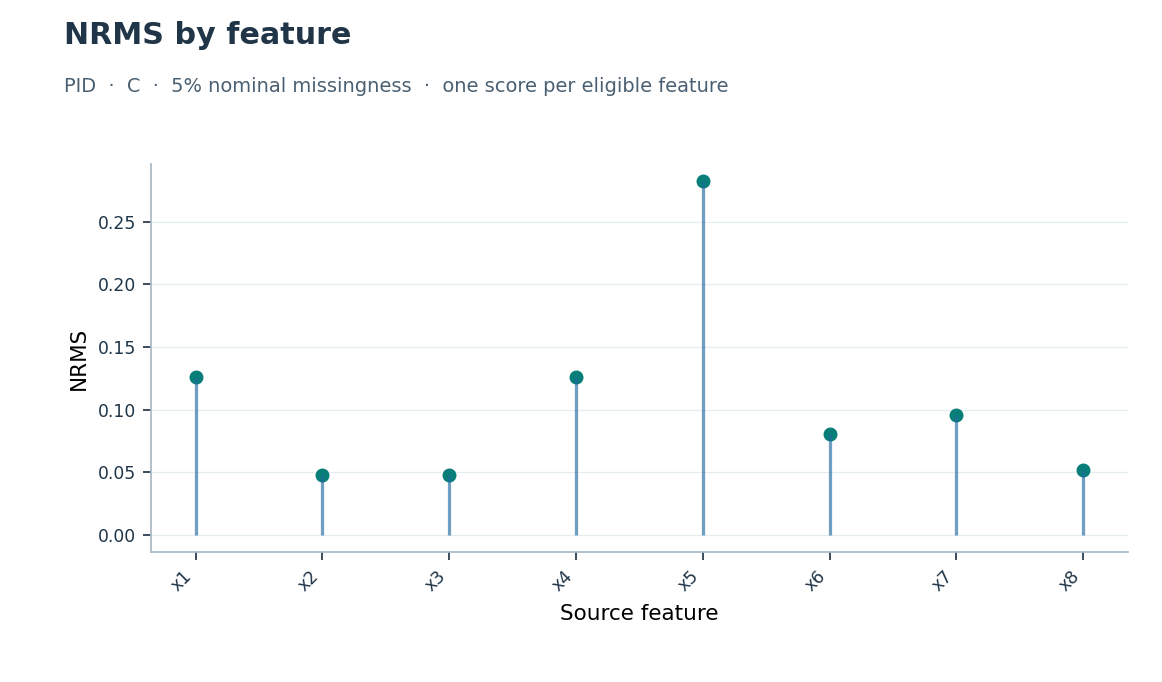 NRMS by feature
PID · C · 5% nominal missingness · one score per eligible feature
NRMS
0.25
0.20
0.15
0.10
0.05
0.00
x1 x2 x3 x4 x5 x6 x7 x8
Source feature